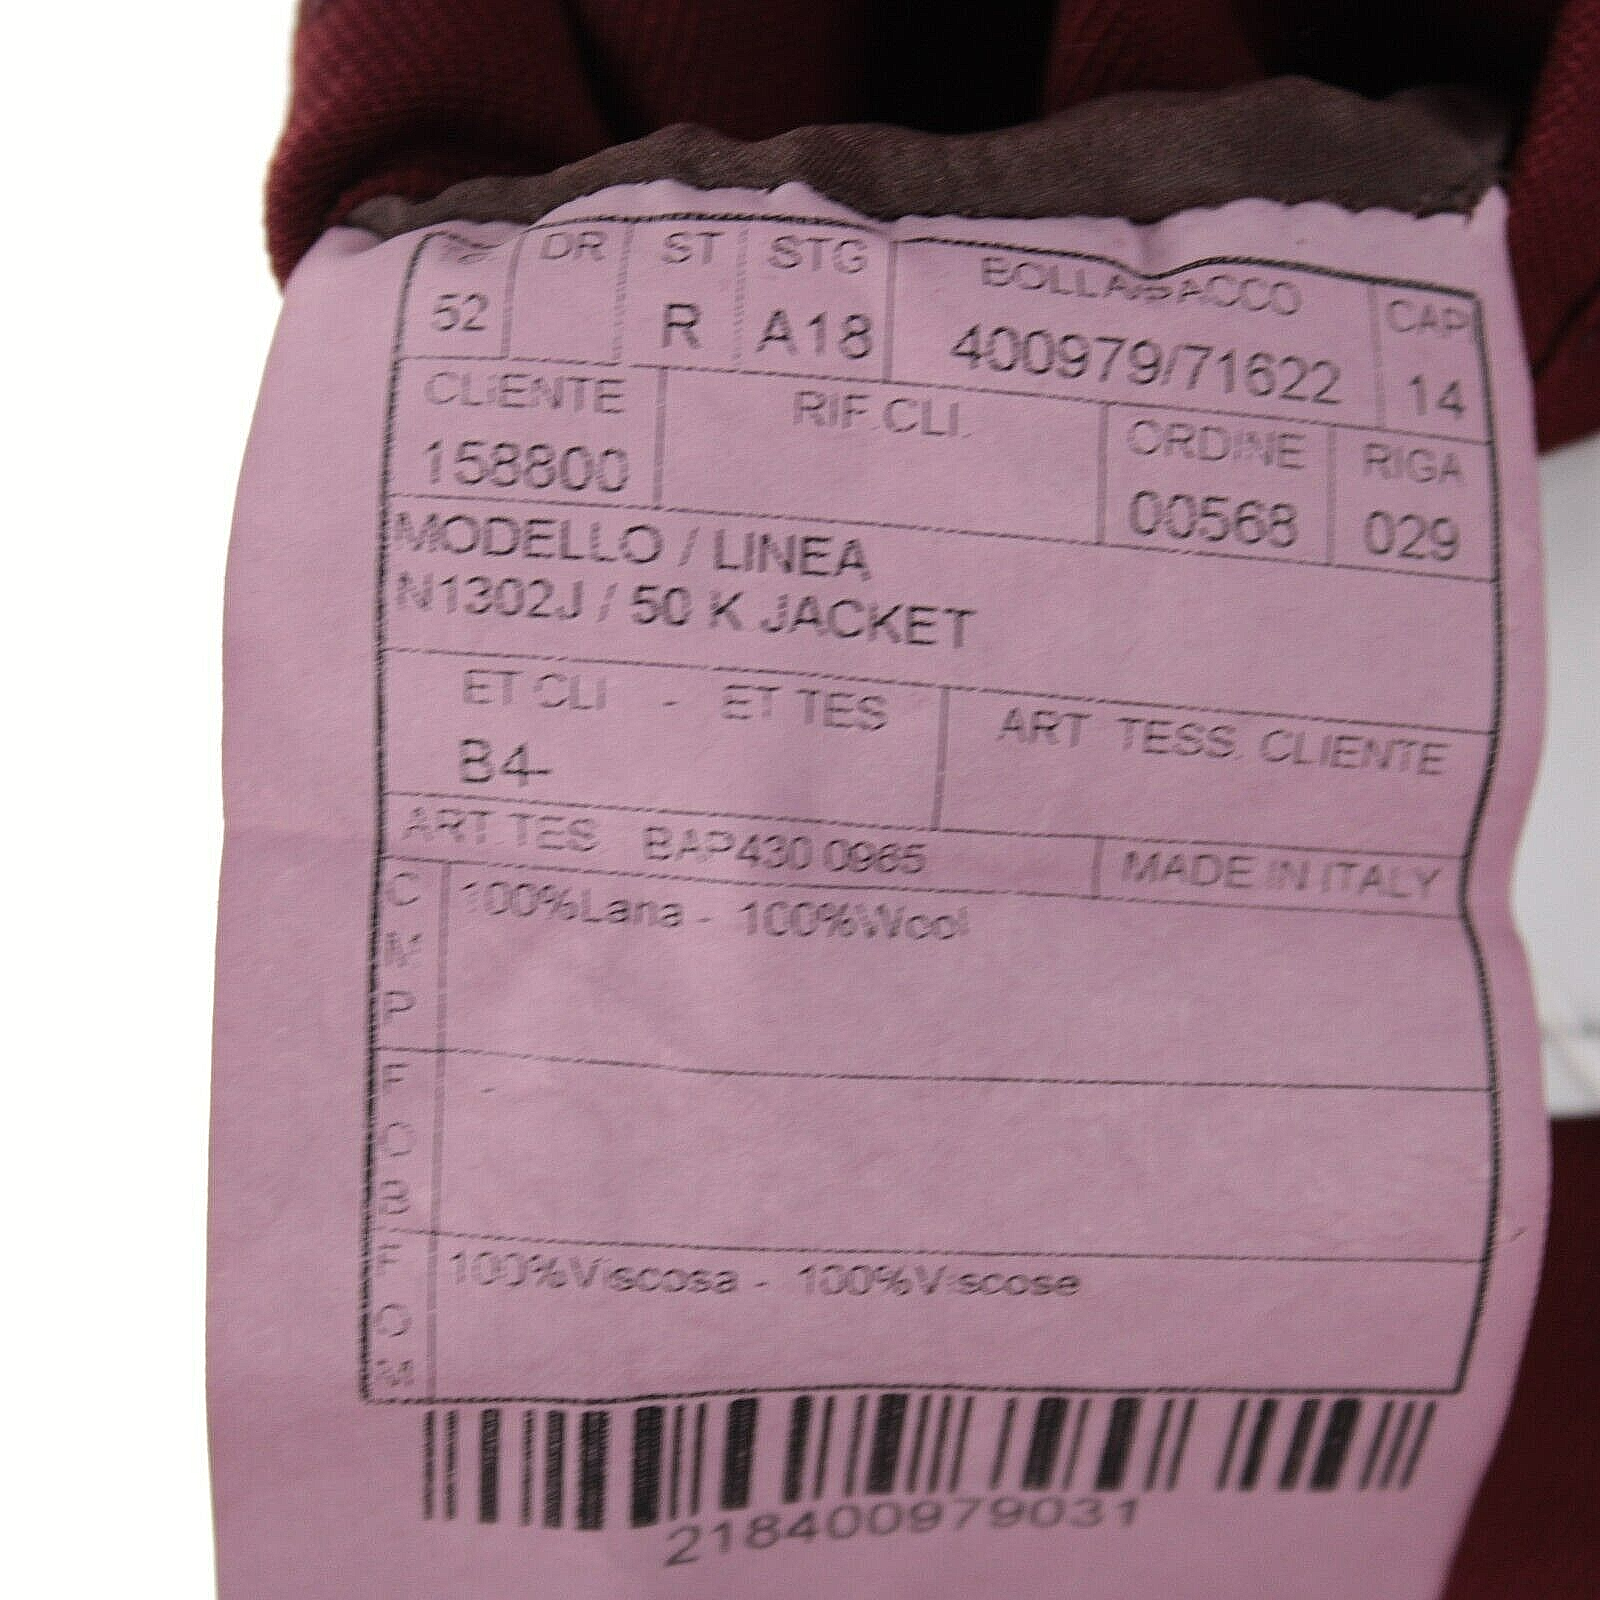 DR ST STG BOLLA/PACCO CAP
52 R A18 400979/71622 14
CLIENTE RIF.CLI. ORDINE RIGA
158800 00568 029
MODELLO / LINEA
N1302J / 50 K JACKET
ET CLI - ET TES ART TESS. CLIENTE
B4-
ART.TES BAP430 0965 MADE IN ITALY
C M P 100%Lana - 100%Wool
F O B -
F O M 100%Viscosa - 100%Viscose
218400979031